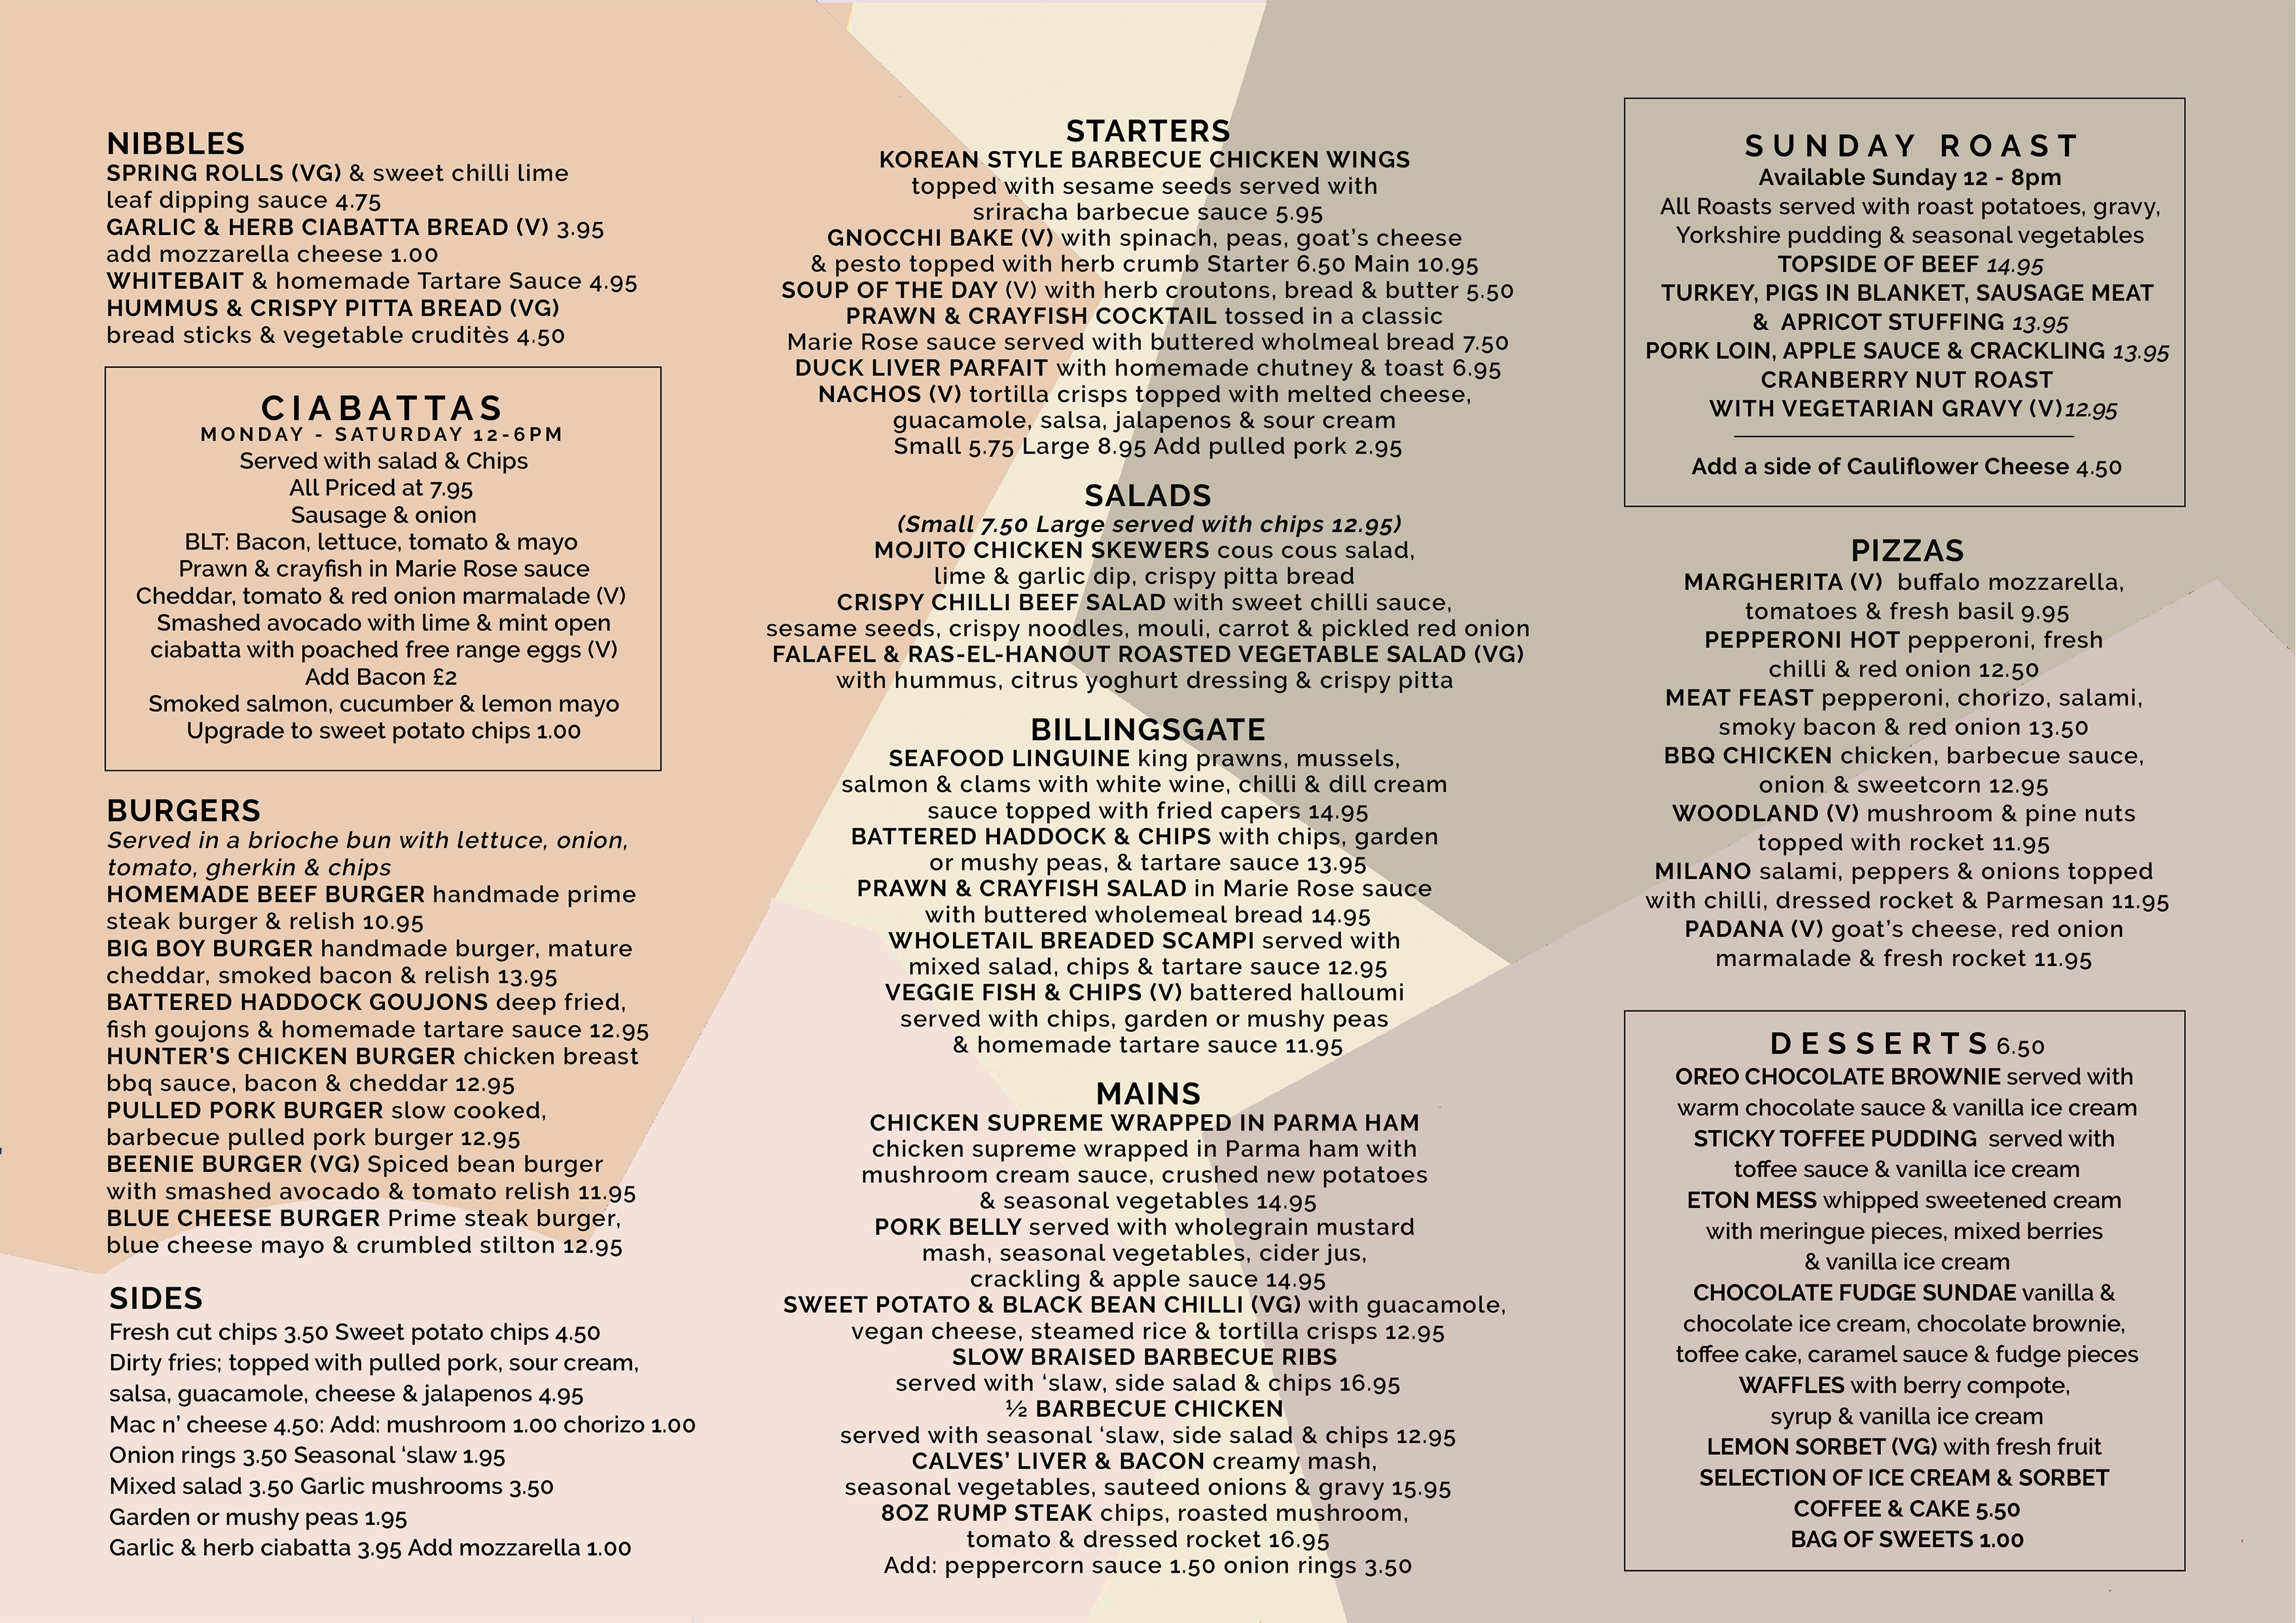 NIBBLES
SPRING ROLLS (VG) & sweet chilli lime
leaf dipping sauce 4.75
GARLIC & HERB CIABATTA BREAD (V) 3.95
add mozzarella cheese 1.00
WHITEBAIT & homemade Tartare Sauce 4.95
HUMMUS & CRISPY PITTA BREAD (VG)
bread sticks & vegetable cruditès 4.50
CIABATTAS
MONDAY - SATURDAY 12-6PM
Served with salad & Chips
All Priced at 7.95
Sausage & onion
BLT: Bacon, lettuce, tomato & mayo
Prawn & crayfish in Marie Rose sauce
Cheddar, tomato & red onion marmalade (V)
Smashed avocado with lime & mint open
ciabatta with poached free range eggs (V)
Add Bacon £2
Smoked salmon, cucumber & lemon mayo
Upgrade to sweet potato chips 1.00
BURGERS
Served in a brioche bun with lettuce, onion,
tomato, gherkin & chips
HOMEMADE BEEF BURGER handmade prime
steak burger & relish 10.95
BIG BOY BURGER handmade burger, mature
cheddar, smoked bacon & relish 13.95
BATTERED HADDOCK GOUJONS deep fried,
fish goujons & homemade tartare sauce 12.95
HUNTER'S CHICKEN BURGER chicken breast
bbq sauce, bacon & cheddar 12.95
PULLED PORK BURGER slow cooked,
barbecue pulled pork burger 12.95
BEENIE BURGER (VG) Spiced bean burger
with smashed avocado & tomato relish 11.95
BLUE CHEESE BURGER Prime steak burger,
blue cheese mayo & crumbled stilton 12.95
SIDES
Fresh cut chips 3.50 Sweet potato chips 4.50
Dirty fries; topped with pulled pork, sour cream,
salsa, guacamole, cheese & jalapenos 4.95
Mac n' cheese 4.50: Add: mushroom 1.00 chorizo 1.00
Onion rings 3.50 Seasonal 'slaw 1.95
Mixed salad 3.50 Garlic mushrooms 3.50
Garden or mushy peas 1.95
Garlic & herb ciabatta 3.95 Add mozzarella 1.00
STARTERS
KOREAN STYLE BARBECUE CHICKEN WINGS
topped with sesame seeds served with
sriracha barbecue sauce 5.95
GNOCCHI BAKE (V) with spinach, peas, goat's cheese
& pesto topped with herb crumb Starter 6.50 Main 10.95
SOUP OF THE DAY (V) with herb croutons, bread & butter 5.50
PRAWN & CRAYFISH COCKTAIL tossed in a classic
Marie Rose sauce served with buttered wholmeal bread 7.50
DUCK LIVER PARFAIT with homemade chutney & toast 6.95
NACHOS (V) tortilla crisps topped with melted cheese,
guacamole, salsa, jalapenos & sour cream
Small 5.75 Large 8.95 Add pulled pork 2.95
SALADS
(Small 7.50 Large served with chips 12.95)
MOJITO CHICKEN SKEWERS cous cous salad,
lime & garlic dip, crispy pitta bread
CRISPY CHILLI BEEF SALAD with sweet chilli sauce,
sesame seeds, crispy noodles, mouli, carrot & pickled red onion
FALAFEL & RAS-EL-HANOUT ROASTED VEGETABLE SALAD (VG)
with hummus, citrus yoghurt dressing & crispy pitta
BILLINGSGATE
SEAFOOD LINGUINE king prawns, mussels,
salmon & clams with white wine, chilli & dill cream
sauce topped with fried capers 14.95
BATTERED HADDOCK & CHIPS with chips, garden
or mushy peas, & tartare sauce 13.95
PRAWN & CRAYFISH SALAD in Marie Rose sauce
with buttered wholemeal bread 14.95
WHOLETAIL BREADED SCAMPI served with
mixed salad, chips & tartare sauce 12.95
VEGGIE FISH & CHIPS (V) battered halloumi
served with chips, garden or mushy peas
& homemade tartare sauce 11.95
MAINS
CHICKEN SUPREME WRAPPED IN PARMA HAM
chicken supreme wrapped in Parma ham with
mushroom cream sauce, crushed new potatoes
& seasonal vegetables 14.95
PORK BELLY served with wholegrain mustard
mash, seasonal vegetables, cider jus,
crackling & apple sauce 14.95
SWEET POTATO & BLACK BEAN CHILLI (VG) with guacamole,
vegan cheese, steamed rice & tortilla crisps 12.95
SLOW BRAISED BARBECUE RIBS
served with 'slaw, side salad & chips 16.95
½ BARBECUE CHICKEN
served with seasonal 'slaw, side salad & chips 12.95
CALVES' LIVER & BACON creamy mash,
seasonal vegetables, sauteed onions & gravy 15.95
8OZ RUMP STEAK chips, roasted mushroom,
tomato & dressed rocket 16.95
Add: peppercorn sauce 1.50 onion rings 3.50
SUNDAY ROAST
Available Sunday 12 - 8pm
All Roasts served with roast potatoes, gravy,
Yorkshire pudding & seasonal vegetables
TOPSIDE OF BEEF 14.95
TURKEY, PIGS IN BLANKET, SAUSAGE MEAT
& APRICOT STUFFING 13.95
PORK LOIN, APPLE SAUCE & CRACKLING 13.95
CRANBERRY NUT ROAST
WITH VEGETARIAN GRAVY (V) 12.95
Add a side of Cauliflower Cheese 4.50
PIZZAS
MARGHERITA (V) buffalo mozzarella,
tomatoes & fresh basil 9.95
PEPPERONI HOT pepperoni, fresh
chilli & red onion 12.50
MEAT FEAST pepperoni, chorizo, salami,
smoky bacon & red onion 13.50
BBQ CHICKEN chicken, barbecue sauce,
onion & sweetcorn 12.95
WOODLAND (V) mushroom & pine nuts
topped with rocket 11.95
MILANO salami, peppers & onions topped
with chilli, dressed rocket & Parmesan 11.95
PADANA (V) goat's cheese, red onion
marmalade & fresh rocket 11.95
DESSERTS 6.50
OREO CHOCOLATE BROWNIE served with
warm chocolate sauce & vanilla ice cream
STICKY TOFFEE PUDDING served with
toffee sauce & vanilla ice cream
ETON MESS whipped sweetened cream
with meringue pieces, mixed berries
& vanilla ice cream
CHOCOLATE FUDGE SUNDAE vanilla &
chocolate ice cream, chocolate brownie,
toffee cake, caramel sauce & fudge pieces
WAFFLES with berry compote,
syrup & vanilla ice cream
LEMON SORBET (VG) with fresh fruit
SELECTION OF ICE CREAM & SORBET
COFFEE & CAKE 5.50
BAG OF SWEETS 1.00